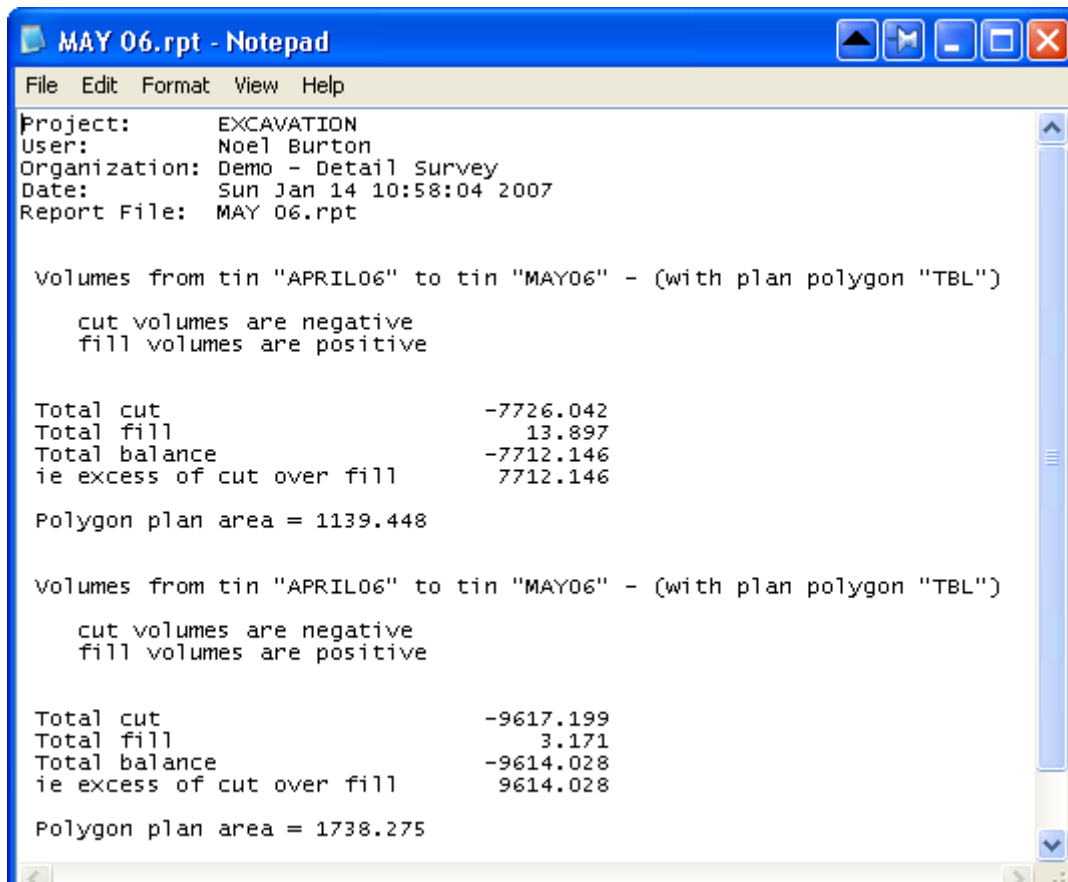 MAY 06.rpt - Notepad
File Edit Format View Help
Project: EXCAVATION
User: Noel Burton
Organization: Demo - Detail Survey
Date: Sun Jan 14 10:58:04 2007
Report File: MAY 06.rpt
Volumes from tin "APRIL06" to tin "MAY06" - (with plan polygon "TBL")
cut volumes are negative
fill volumes are positive
Total cut -7726.042
Total fill 13.897
Total balance -7712.146
ie excess of cut over fill 7712.146
Polygon plan area = 1139.448
Volumes from tin "APRIL06" to tin "MAY06" - (with plan polygon "TBL")
cut volumes are negative
fill volumes are positive
Total cut -9617.199
Total fill 3.171
Total balance -9614.028
ie excess of cut over fill 9614.028
Polygon plan area = 1738.275